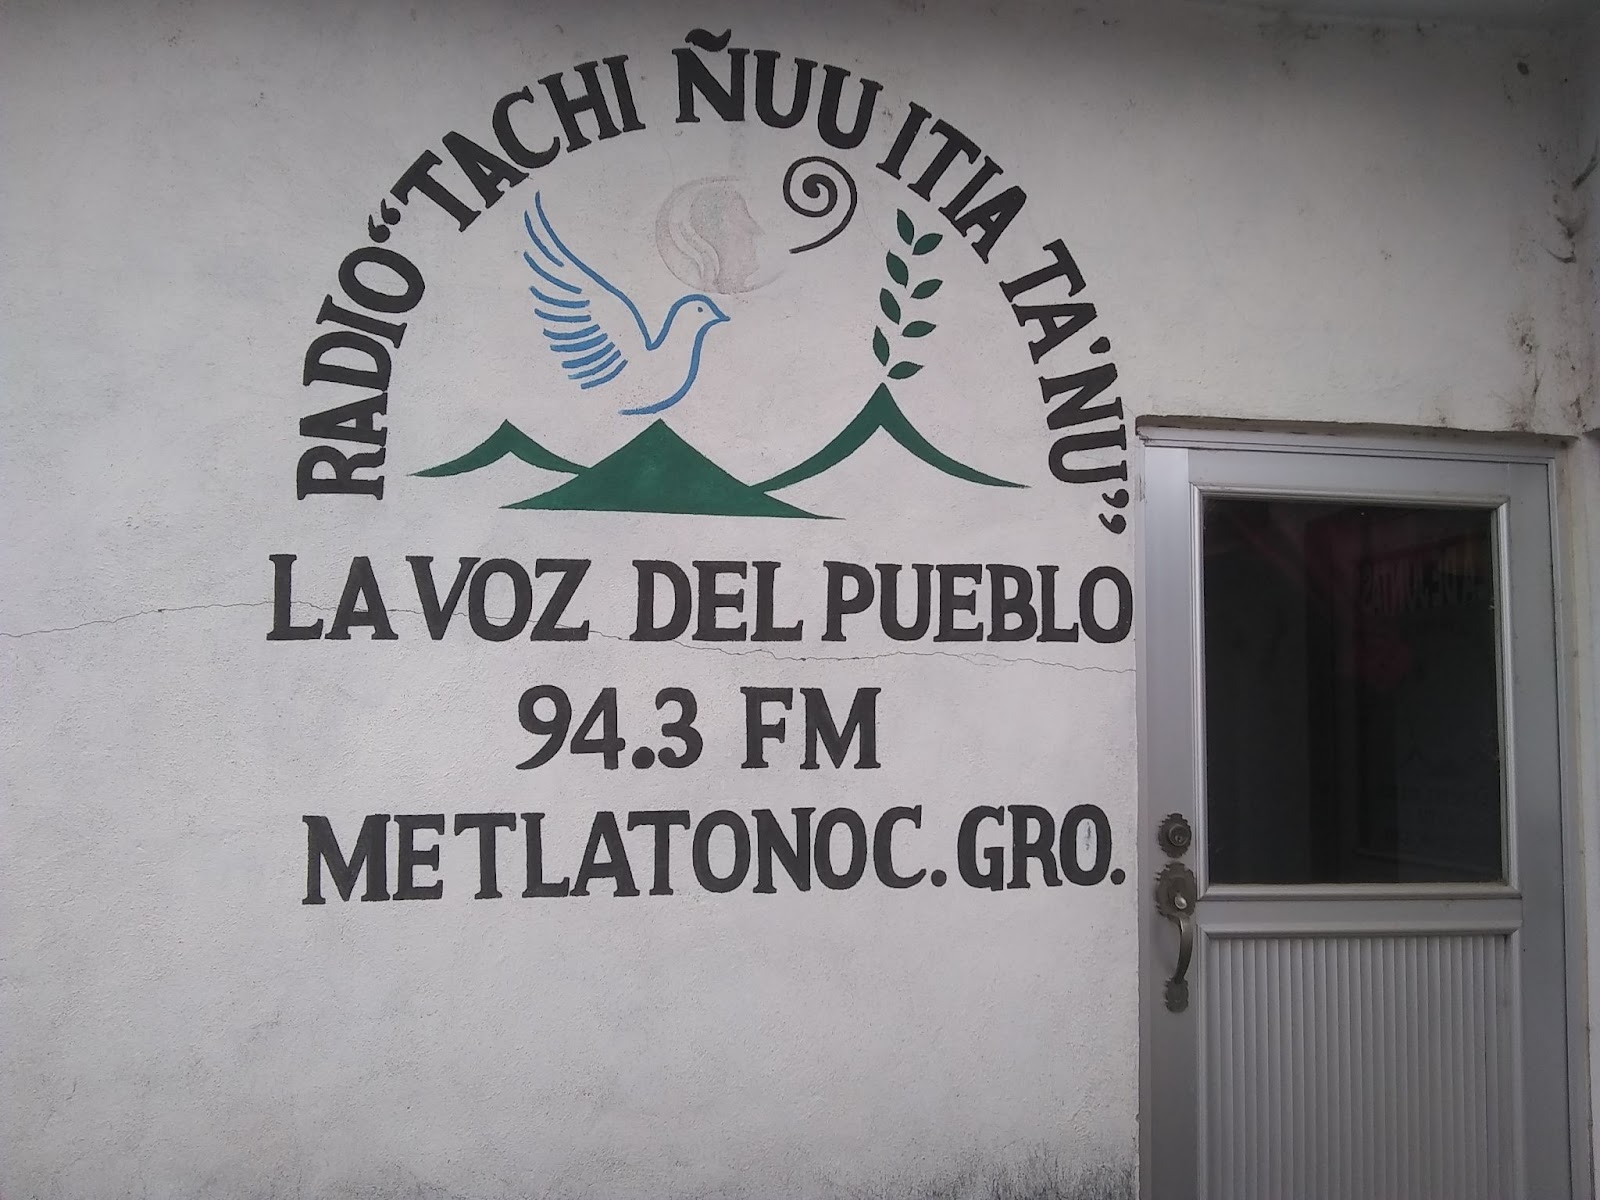 RADIO “TACHI ÑUU ITIA TA'NU”
LA VOZ DEL PUEBLO
94.3 FM
METLATONOC. GRO.